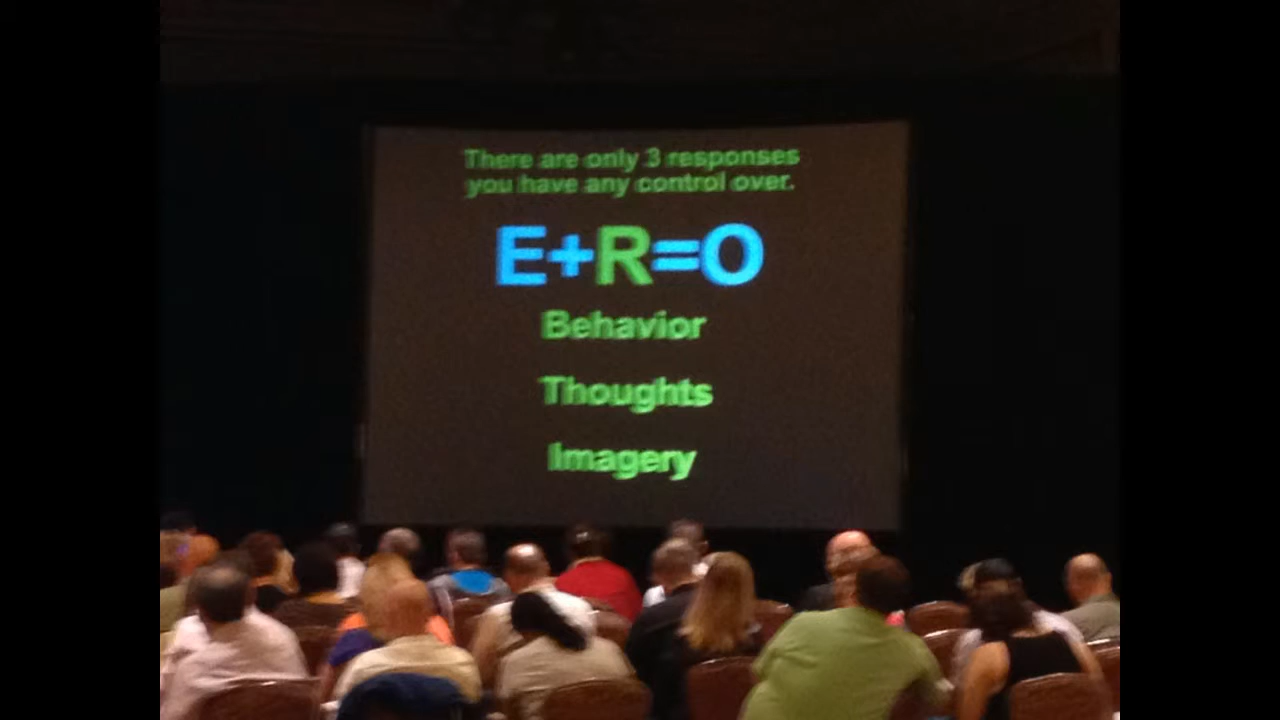 There are only 3 responses
you have any control over.
E+R=O
Behavior
Thoughts
Imagery